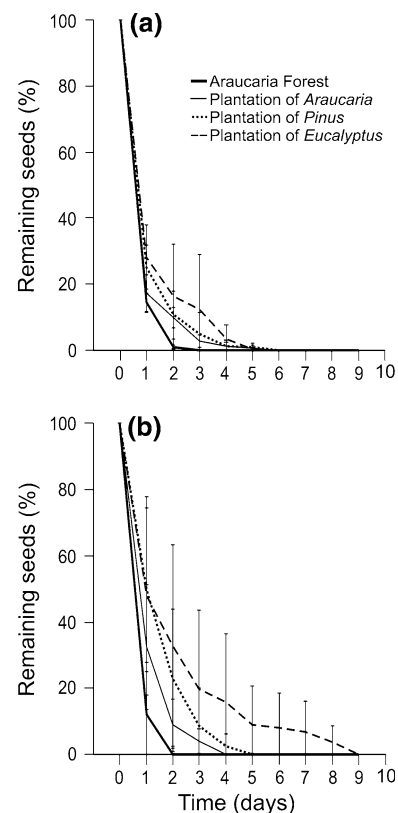 (a)
100
80
60
40
20
0
Remaining seeds (%)
Araucaria Forest
Plantation of Araucaria
Plantation of Pinus
Plantation of Eucalyptus
0 1 2 3 4 5 6 7 8 9 10
(b)
100
80
60
40
20
0
Remaining seeds (%)
0 1 2 3 4 5 6 7 8 9 10
Time (days)